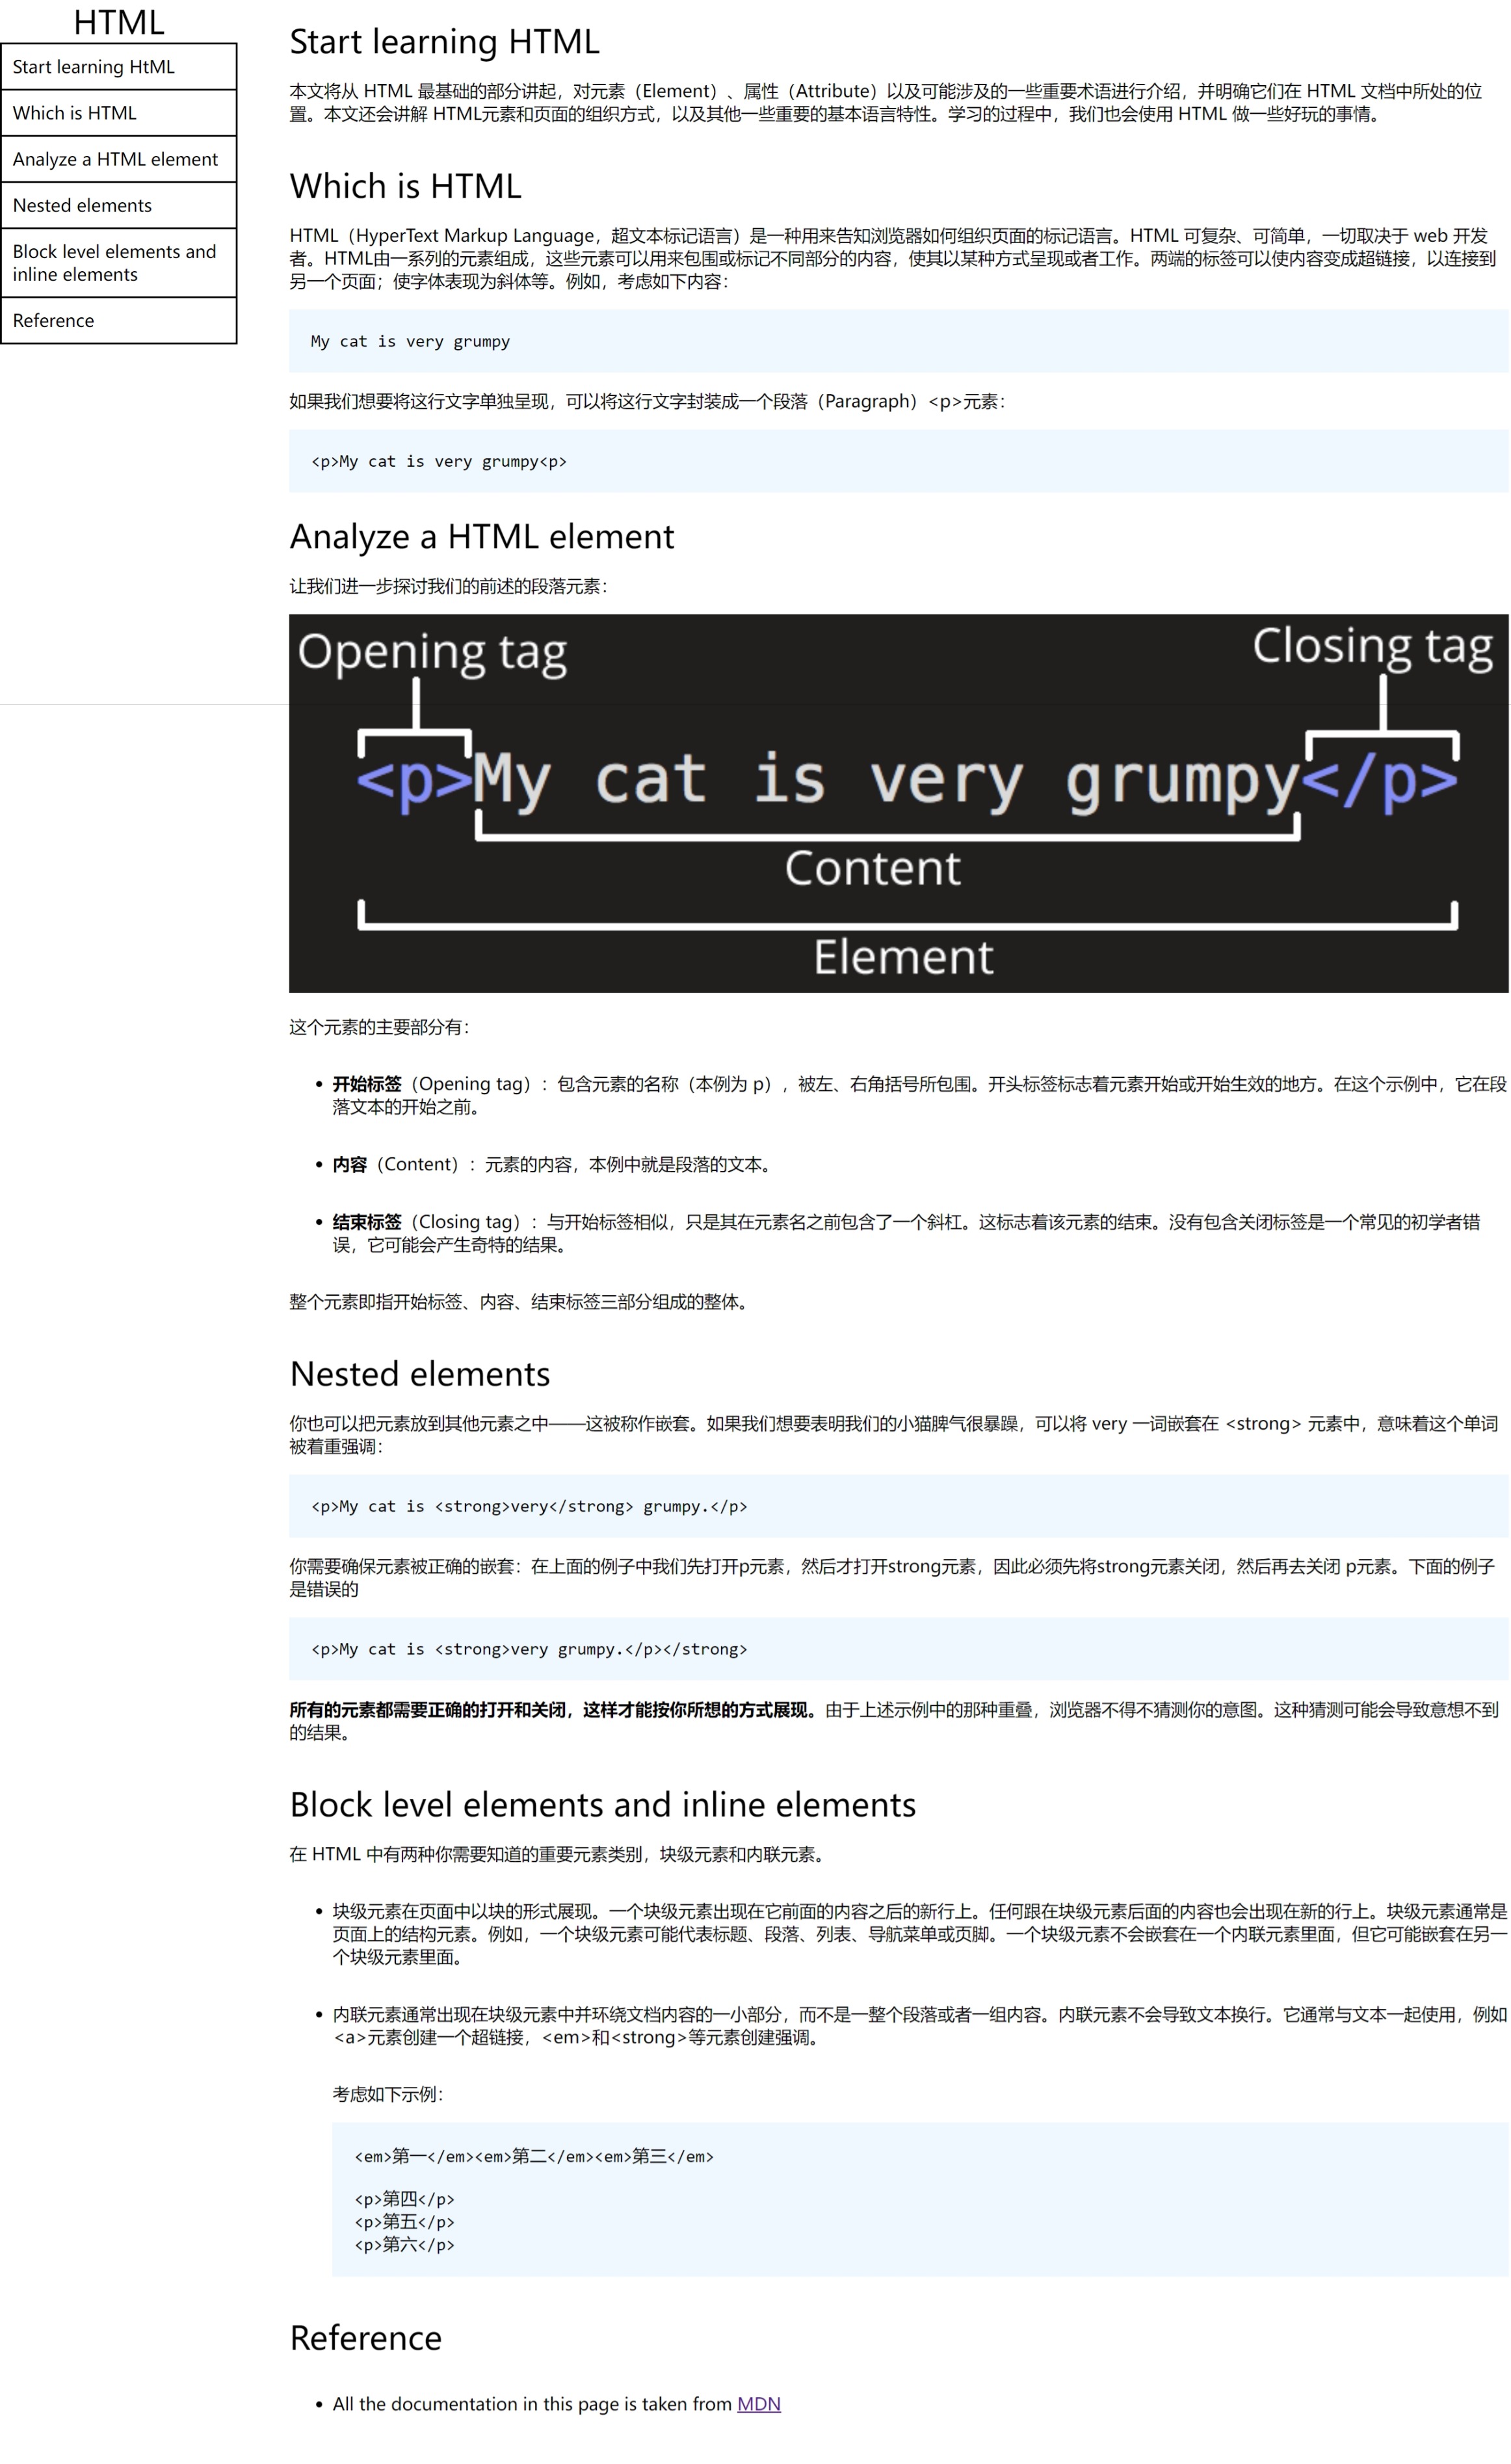 HTML
Start learning HtML
Which is HTML
Analyze a HTML element
Nested elements
Block level elements and
inline elements
Reference
Start learning HTML
本文将从 HTML 最基础的部分讲起，对元素（Element）、属性（Attribute）以及可能涉及的一些重要术语进行介绍，并明确它们在 HTML 文档中所处的位
置。本文还会讲解 HTML元素和页面的组织方式，以及其他一些重要的基本语言特性。学习的过程中，我们也会使用 HTML 做一些好玩的事情。
Which is HTML
HTML（HyperText Markup Language，超文本标记语言）是一种用来告知浏览器如何组织页面的标记语言。HTML 可复杂、可简单，一切取决于 web 开发
者。HTML由一系列的元素组成，这些元素可以用来包围或标记不同部分的内容，使其以某种方式呈现或者工作。两端的标签可以使内容变成超链接，以连接到
另一个页面；使字体表现为斜体等。例如，考虑如下内容：
My cat is very grumpy
如果我们想要将这行文字单独呈现，可以将这行文字封装成一个段落（Paragraph）<p>元素：
<p>My cat is very grumpy<p>
Analyze a HTML element
让我们进一步探讨我们的前述的段落元素：
Opening tag Closing tag
<p>My cat is very grumpy</p>
Content
Element
这个元素的主要部分有：
• 开始标签（Opening tag）：包含元素的名称（本例为 p），被左、右角括号所包围。开头标签标志着元素开始或开始生效的地方。在这个示例中，它在段
落文本的开始之前。
• 内容（Content）：元素的内容，本例中就是段落的文本。
• 结束标签（Closing tag）：与开始标签相似，只是其在元素名之前包含了一个斜杠。这标志着该元素的结束。没有包含关闭标签是一个常见的初学者错
误，它可能会产生奇特的结果。
整个元素即指开始标签、内容、结束标签三部分组成的整体。
Nested elements
你也可以把元素放到其他元素之中——这被称作嵌套。如果我们想要表明我们的小猫脾气很暴躁，可以将 very 一词嵌套在 <strong> 元素中，意味着这个单词
被着重强调：
<p>My cat is <strong>very</strong> grumpy.</p>
你需要确保元素被正确的嵌套：在上面的例子中我们先打开p元素，然后才打开strong元素，因此必须先将strong元素关闭，然后再去关闭 p元素。下面的例子
是错误的
<p>My cat is <strong>very grumpy.</p></strong>
所有的元素都需要正确的打开和关闭，这样才能按你所想的方式展现。由于上述示例中的那种重叠，浏览器不得不猜测你的意图。这种猜测可能会导致意想不到
的结果。
Block level elements and inline elements
在 HTML 中有两种你需要知道的重要元素类别，块级元素和内联元素。
• 块级元素在页面中以块的形式展现。一个块级元素出现在它前面的内容之后的新行上。任何跟在块级元素后面的内容也会出现在新的行上。块级元素通常是
页面上的结构元素。例如，一个块级元素可能代表标题、段落、列表、导航菜单或页脚。一个块级元素不会嵌套在一个内联元素里面，但它可能嵌套在另一
个块级元素里面。
• 内联元素通常出现在块级元素中并环绕文档内容的一小部分，而不是一整个段落或者一组内容。内联元素不会导致文本换行。它通常与文本一起使用，例如
<a>元素创建一个超链接，<em>和<strong>等元素创建强调。
考虑如下示例：
<em>第一</em><em>第二</em><em>第三</em>
<p>第四</p>
<p>第五</p>
<p>第六</p>
Reference
• All the documentation in this page is taken from MDN